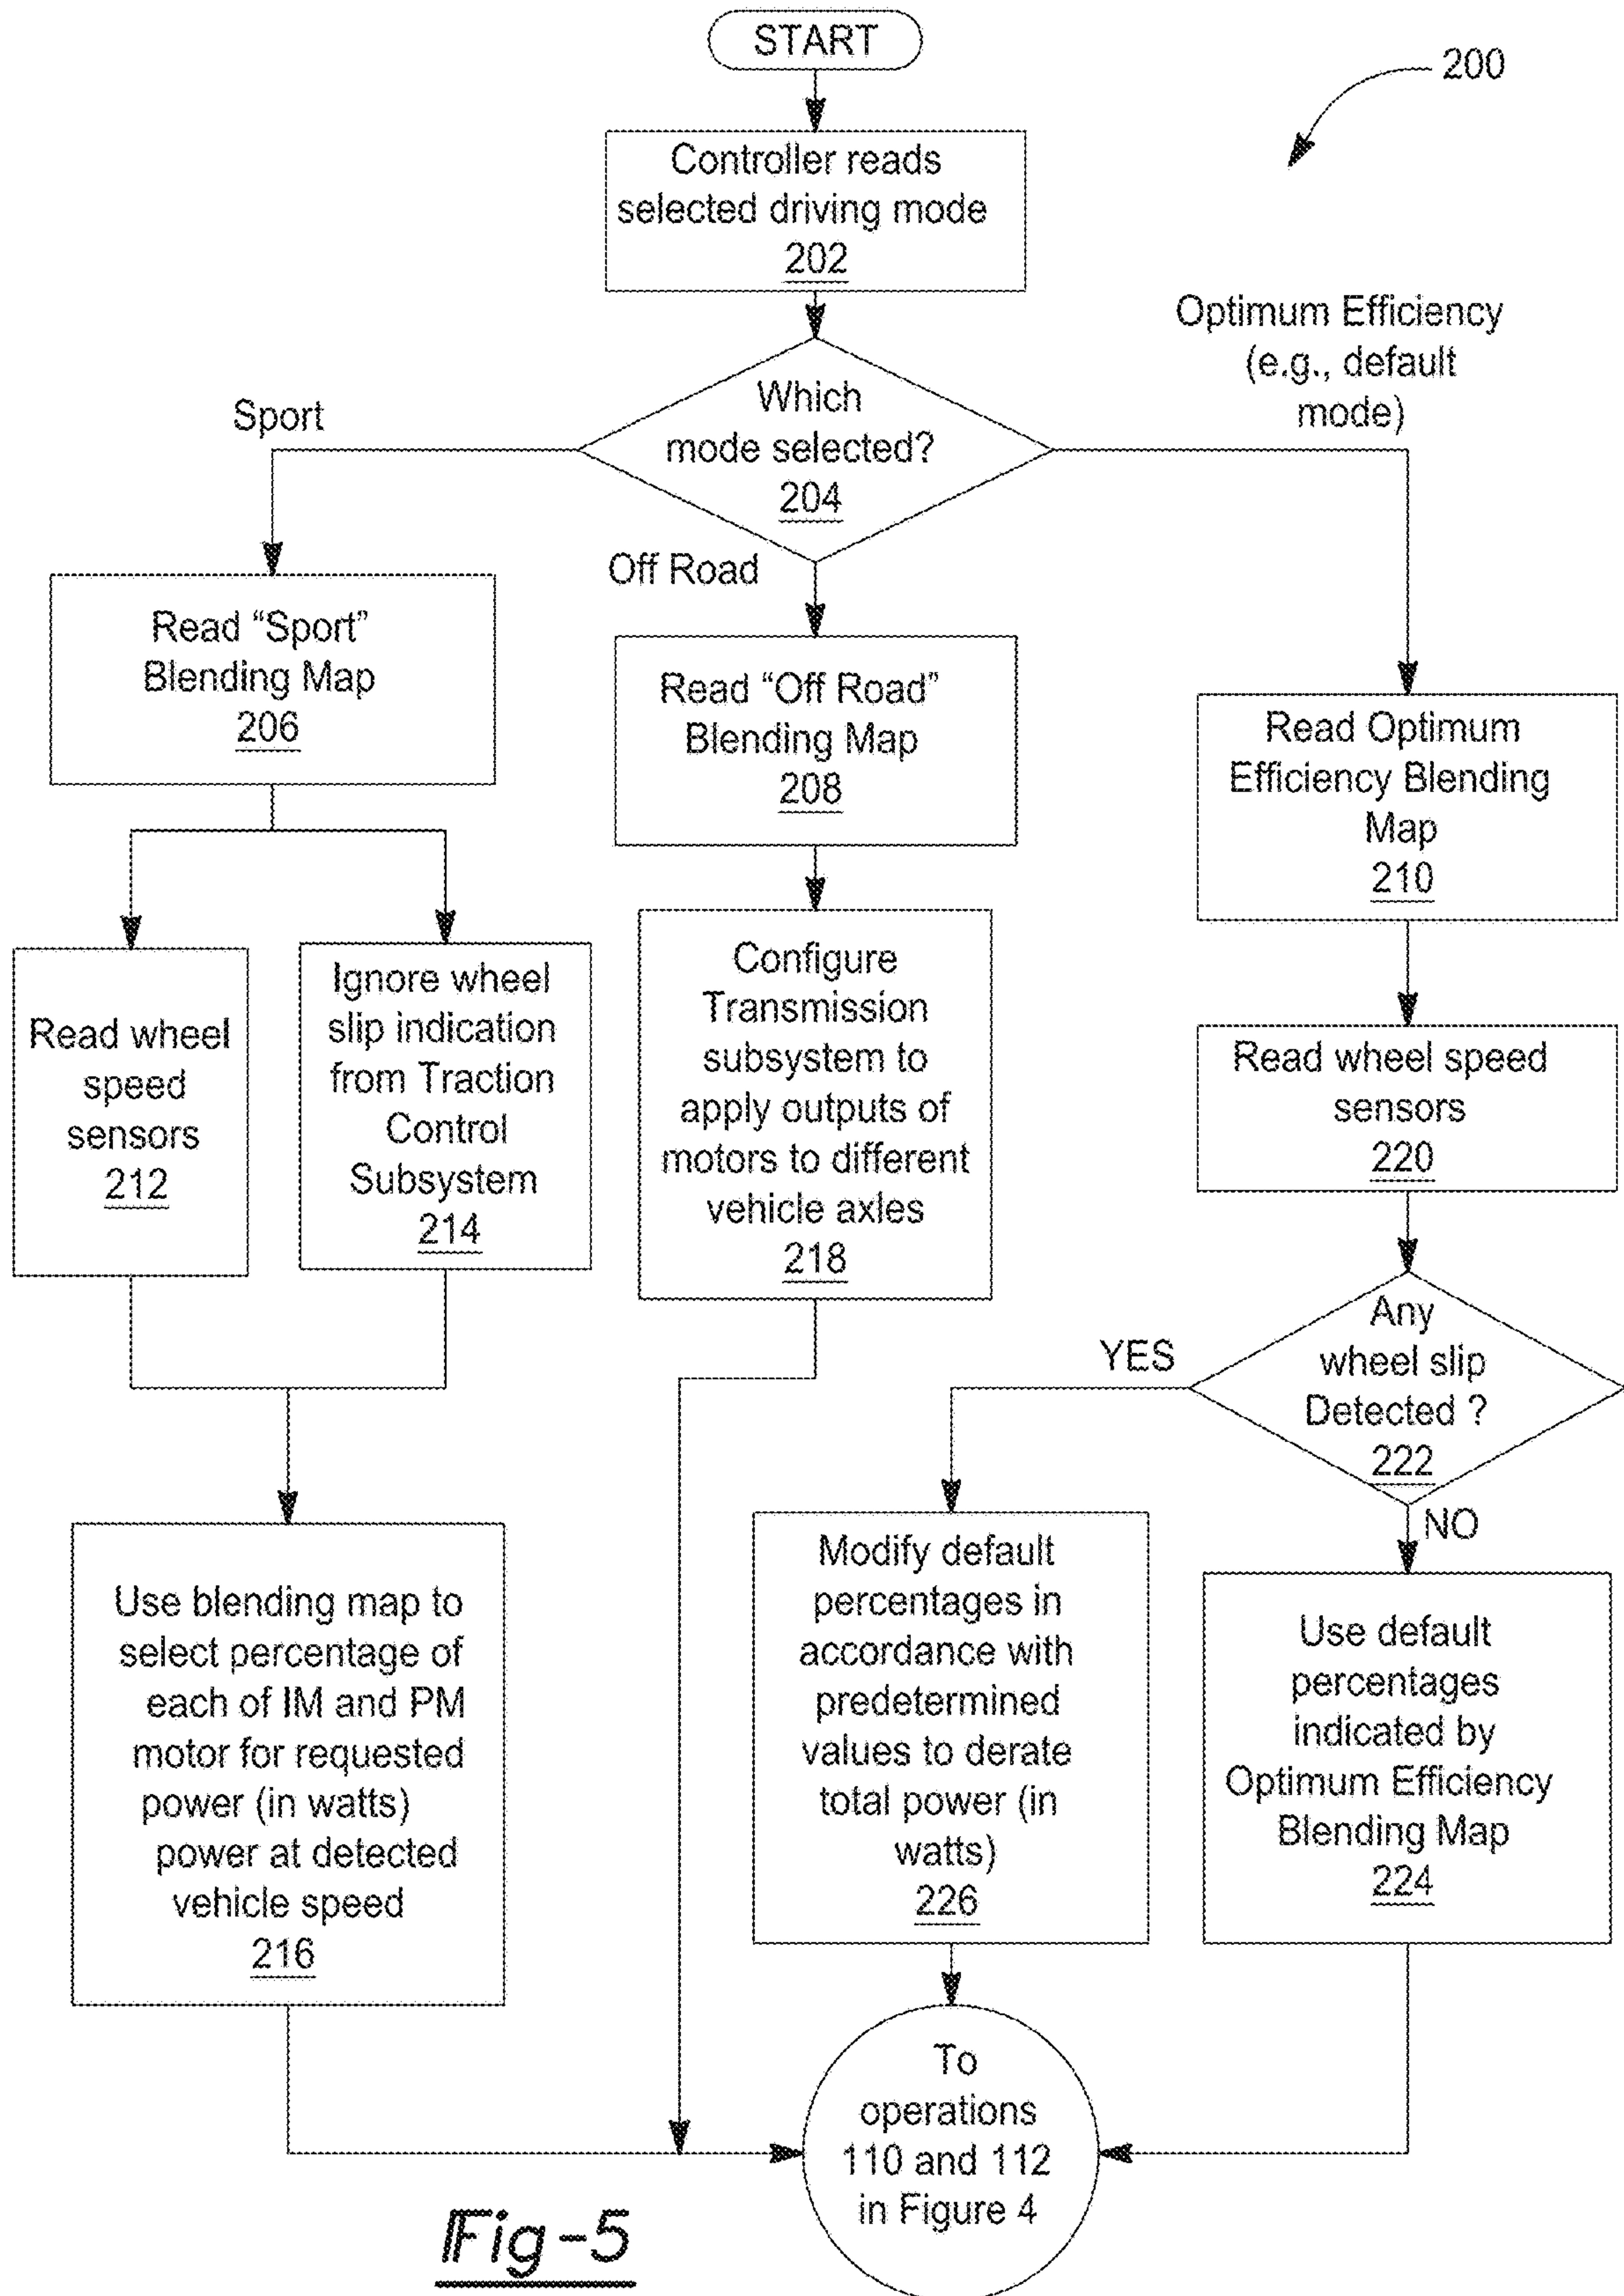 START
200
Controller reads
selected driving mode
202
Optimum Efficiency
(e.g., default
mode)
Sport
Which
mode selected?
204
Off Road
Read “Sport”
Blending Map
206
Read “Off Road”
Blending Map
208
Read Optimum
Efficiency Blending
Map
210
Read wheel
speed
sensors
212
Ignore wheel
slip indication
from Traction
Control
Subsystem
214
Configure
Transmission
subsystem to
apply outputs of
motors to different
vehicle axles
218
Read wheel speed
sensors
220
Any
wheel slip
Detected ?
222
YES
NO
Use blending map to
select percentage of
each of IM and PM
motor for requested
power (in watts)
power at detected
vehicle speed
216
Modify default
percentages in
accordance with
predetermined
values to derate
total power (in
watts)
226
Use default
percentages
indicated by
Optimum Efficiency
Blending Map
224
To
operations
110 and 112
in Figure 4
Fig-5